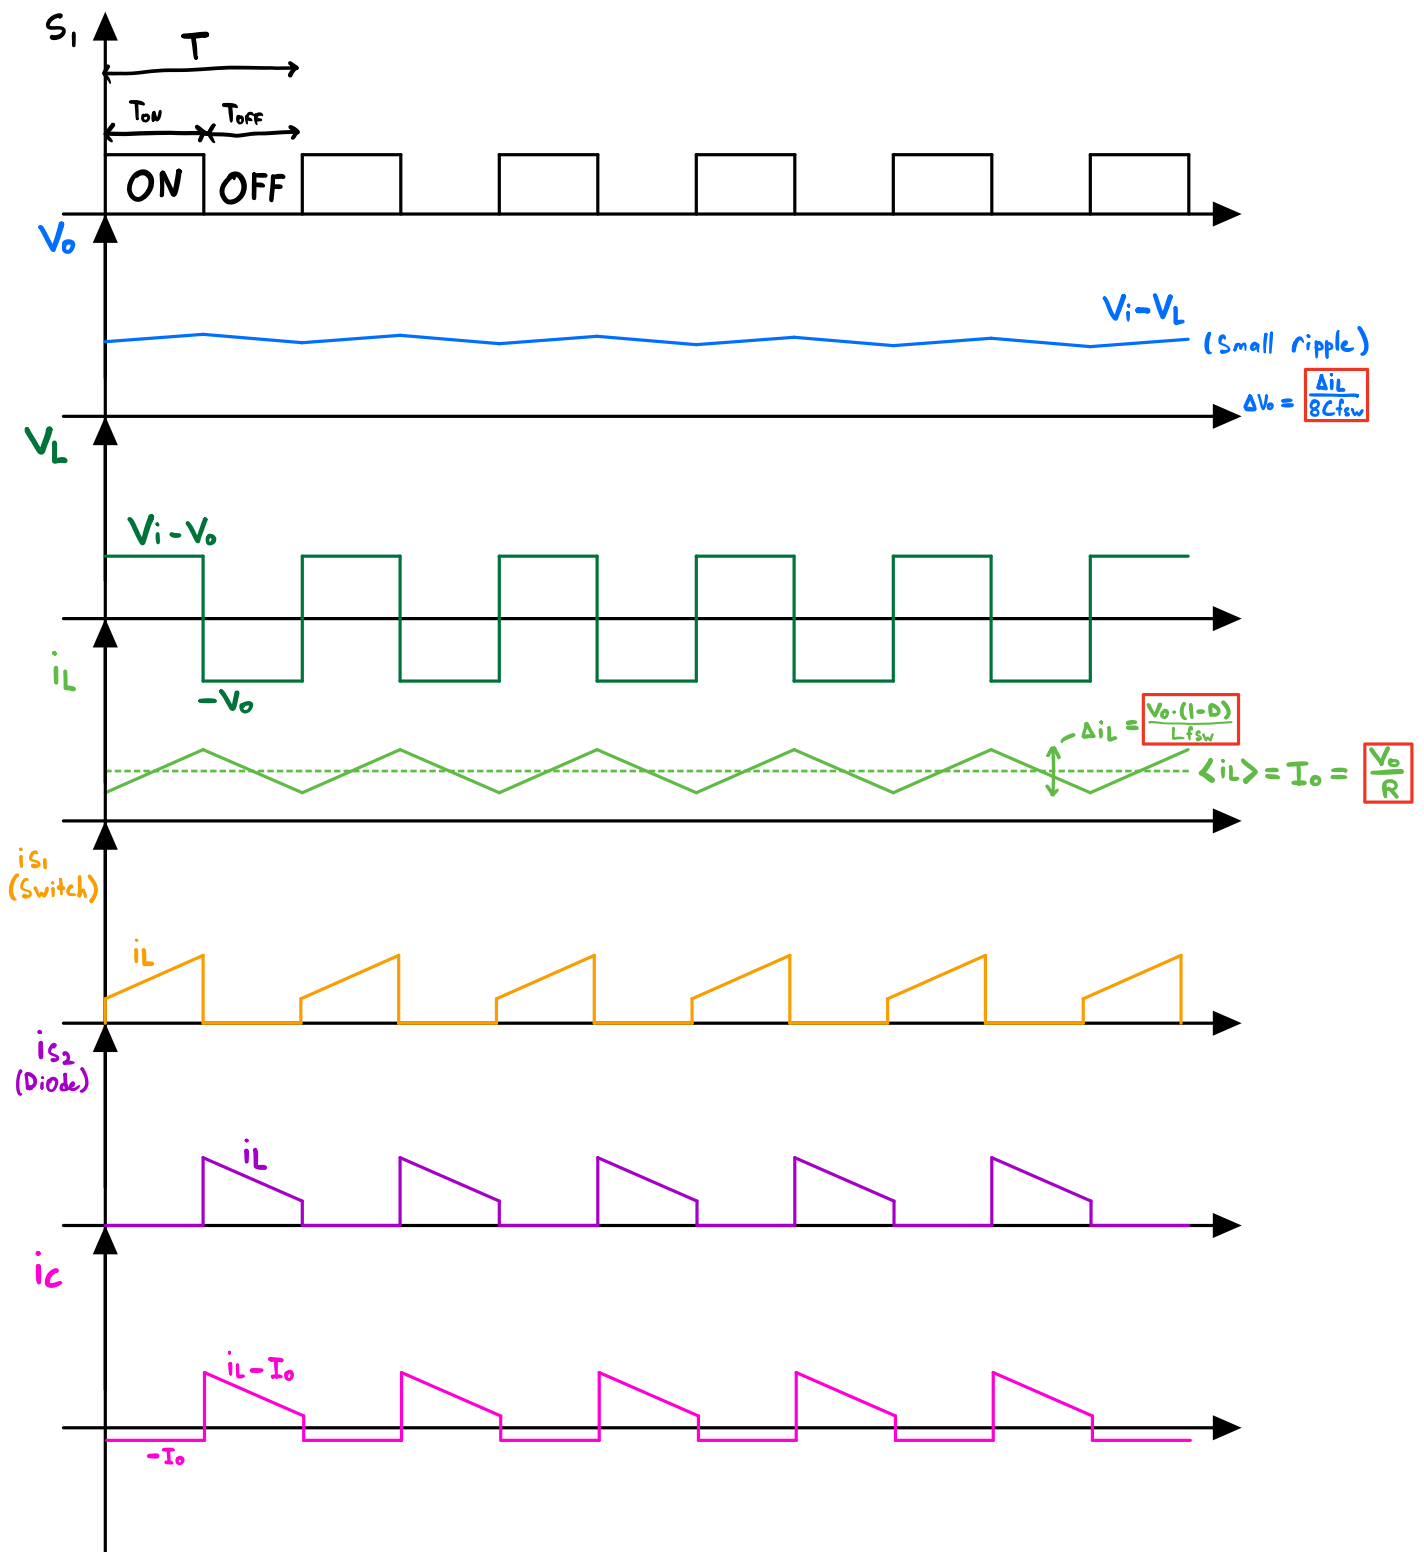 S₁
T
TON
TOFF
ON
OFF
Vo
Vi-VL
(Small ripple)
ΔVo = ΔiL / 8Cfsw
VL
Vi-Vo
-Vo
iL
ΔiL = Vo·(1-D) / Lfsw
<iL> = Io = Vo / R
is₁
(Switch)
iL
is₂
(Diode)
iL
ic
iL-Io
-Io